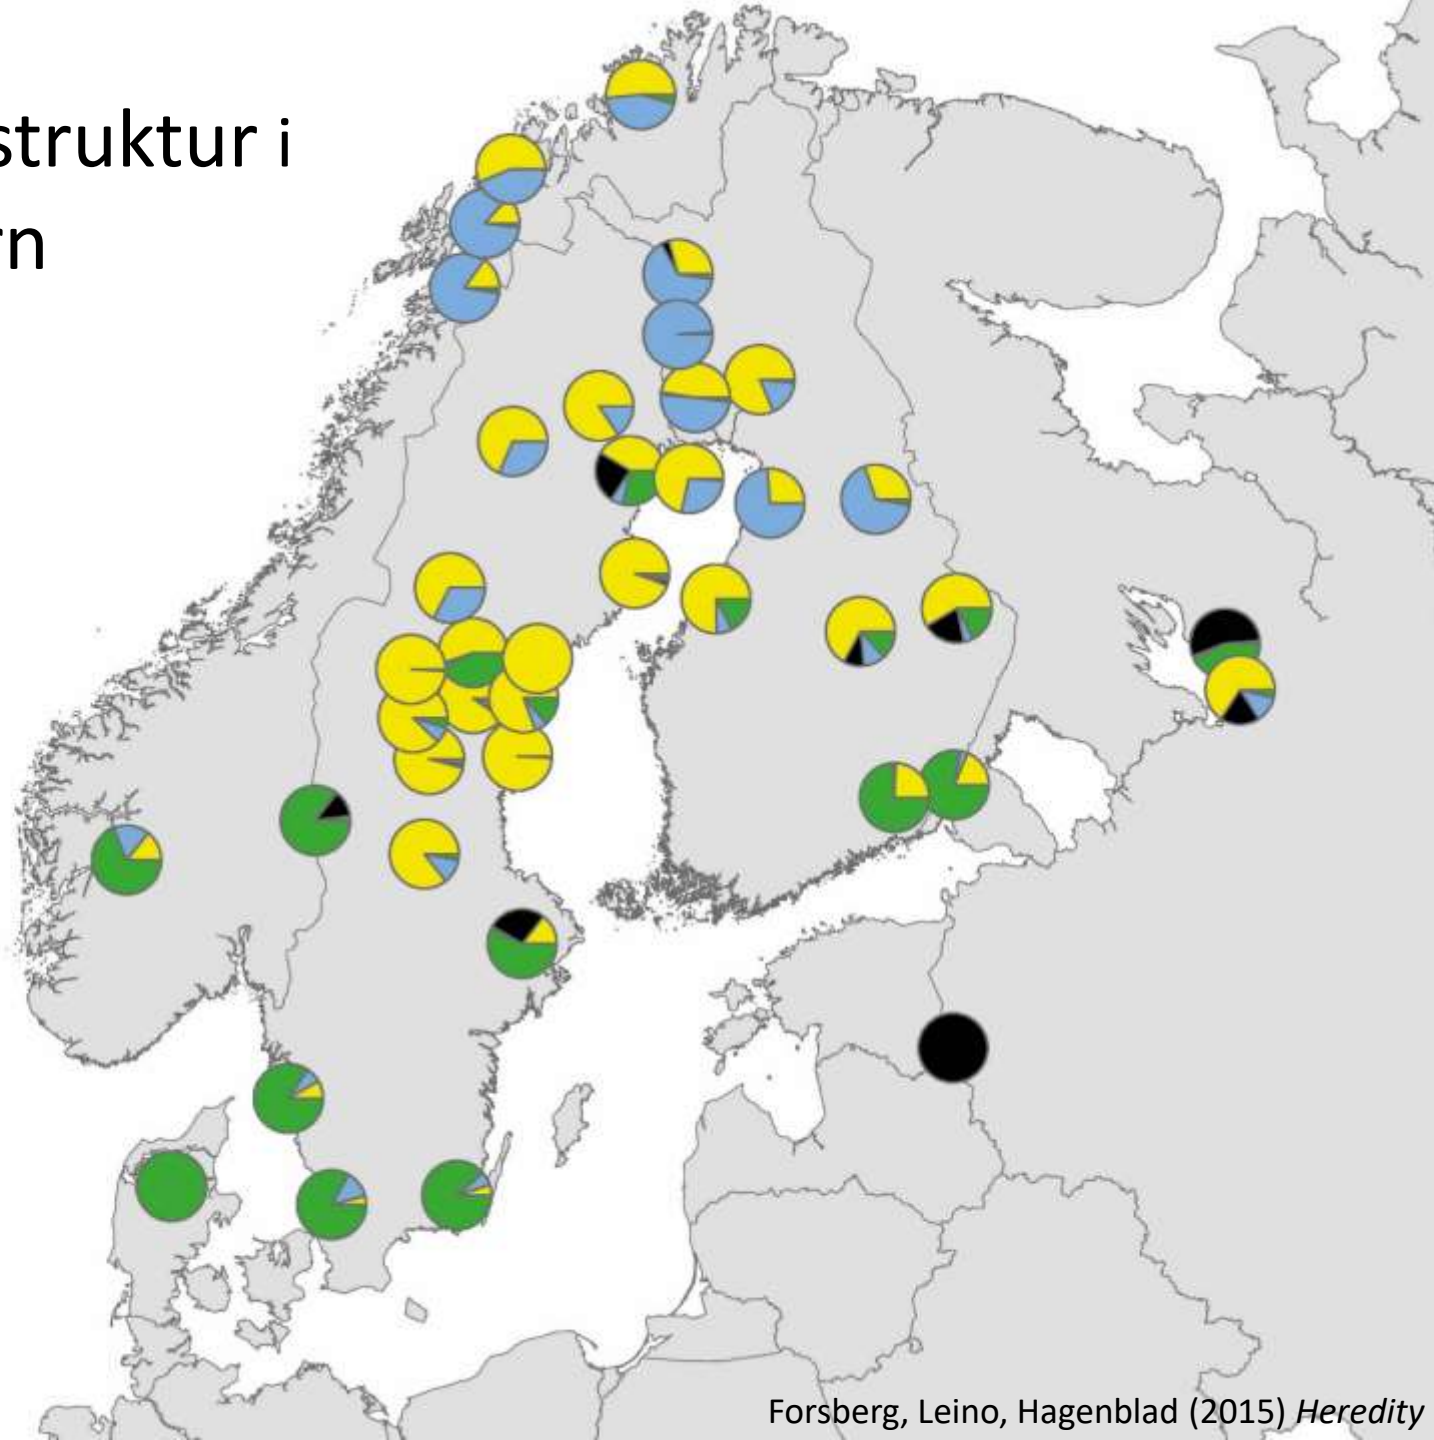 struktur i
rn
Forsberg, Leino, Hagenblad (2015) Heredity